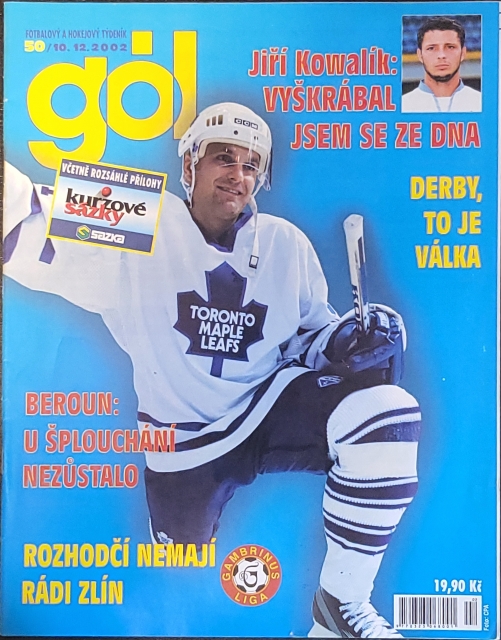 FOTBALOVÝ A HOKEJOVÝ TÝDENÍK
50/10.12.2002
gól
Jiří Kowalík:
VYŠKRÁBAL
JSEM SE ZE DNA
VČETNĚ ROZSÁHLÉ PŘÍLOHY
kurzové
sázky
SAZKA
DERBY,
TO JE
VÁLKA
CCM
TORONTO
MAPLE
LEAFS
BEROUN:
U ŠPLOUCHÁNÍ
NEZŮSTALO
ROZHODČÍ NEMAJÍ
RÁDI ZLÍN
GAMBRINUS
G
LIGA
19,90 Kč
Foto: ČPA